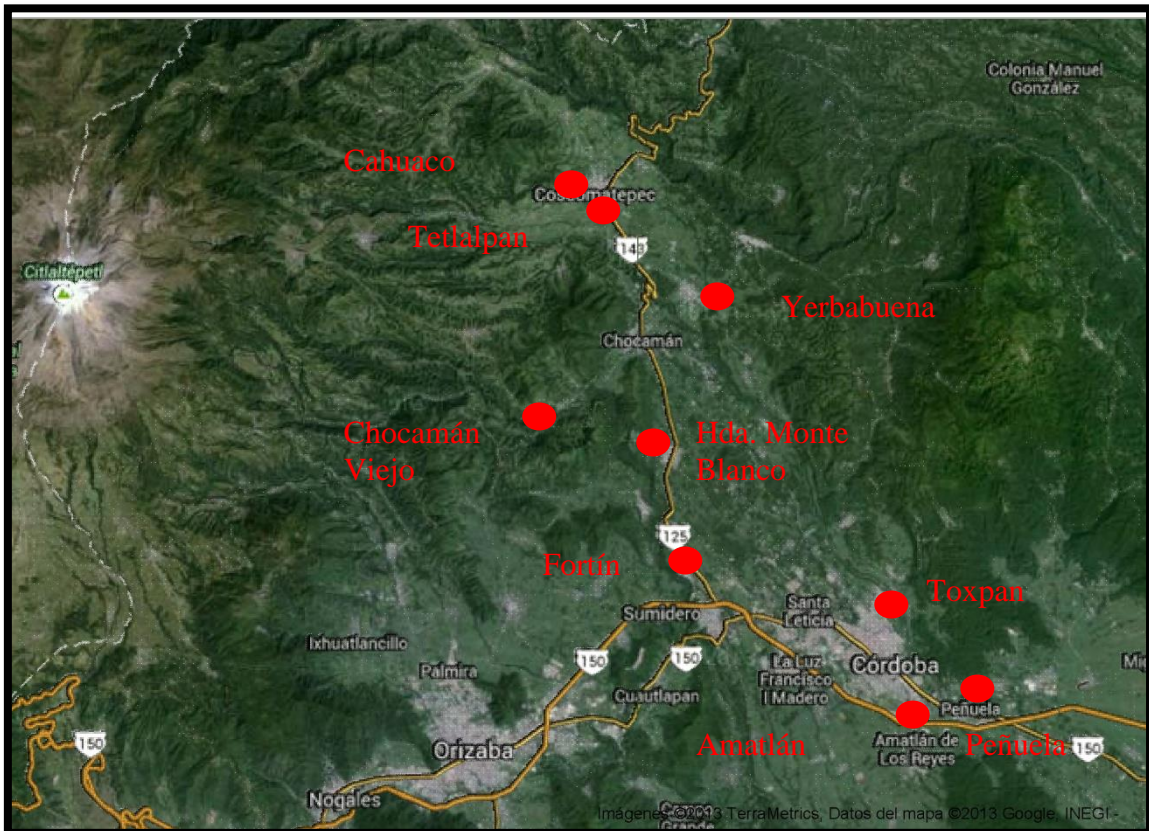 Colonia Manuel
González
Cahuaco
Coscomatepec
Tetlalpan
143
Citlaltépetl
Yerbabuena
Chocamán
Chocamán
Viejo
Hda. Monte
Blanco
125
Fortín
Toxpan
Santa
Leticia
Sumidero
Ixhuatlancillo
150
150
Palmira
La Luz
Francisco
I Madero
Córdoba
Cuautlapan
Peñuela
150
Orizaba
Amatlán
Amatlán de
Los Reyes
Peñuela
150
Nogales
Imágenes ©2013 TerraMetrics, Datos del mapa ©2013 Google, INEGI -